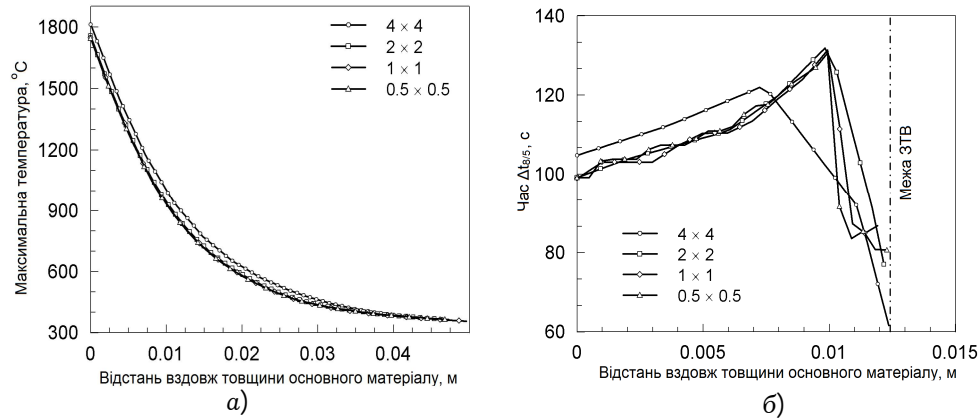 1800
1500
1200
900
600
300
Максимальна температура, °C
4 × 4
2 × 2
1 × 1
0.5 × 0.5
0
0.01
0.02
0.03
0.04
Відстань вздовж товщини основного матеріалу, м
а)
140
120
100
80
60
Час Δt8/5, с
4 × 4
2 × 2
1 × 1
0.5 × 0.5
Межа ЗТВ
0
0.005
0.01
0.015
Відстань вздовж товщини основного матеріалу, м
б)